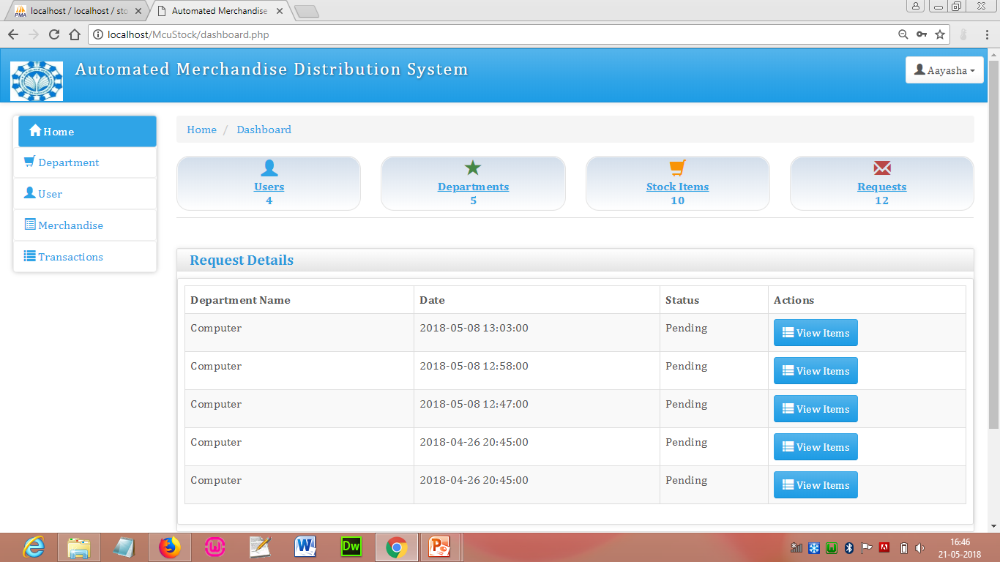 localhost / localhost / sto
Automated Merchandise
localhost/McuStock/dashboard.php
Automated Merchandise Distribution System
Aayasha
Home
Department
User
Merchandise
Transactions
Home / Dashboard
Users
4
Departments
5
Stock Items
10
Requests
12
Request Details
Department Name Date Status Actions
Computer 2018-05-08 13:03:00 Pending View Items
Computer 2018-05-08 12:58:00 Pending View Items
Computer 2018-05-08 12:47:00 Pending View Items
Computer 2018-04-26 20:45:00 Pending View Items
Computer 2018-04-26 20:45:00 Pending View Items
Dw
16:46
21-05-2018